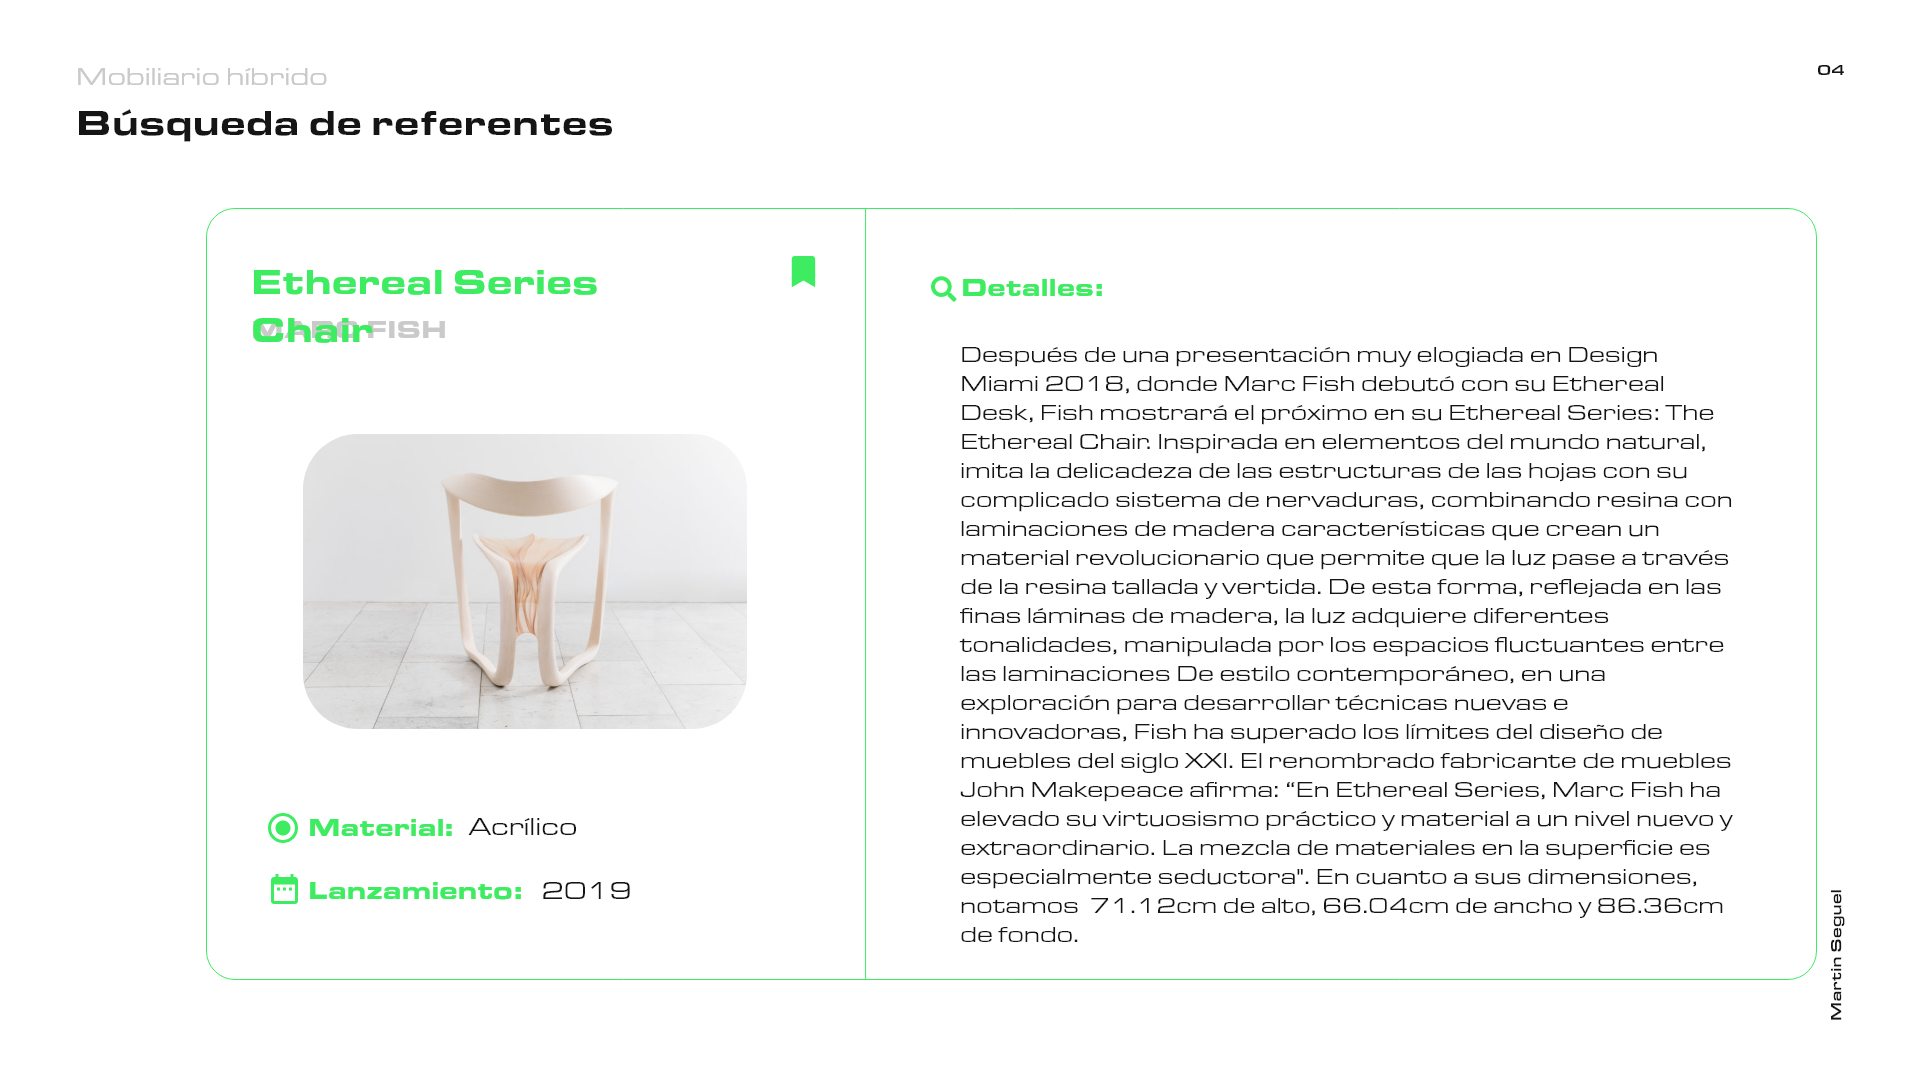 Mobiliario híbrido
04
Búsqueda de referentes
Ethereal Series
Chair
MARC FISH
Detalles:
Después de una presentación muy elogiada en Design
Miami 2018, donde Marc Fish debutó con su Ethereal
Desk, Fish mostrará el próximo en su Ethereal Series: The
Ethereal Chair. Inspirada en elementos del mundo natural,
imita la delicadeza de las estructuras de las hojas con su
complicado sistema de nervaduras, combinando resina con
laminaciones de madera características que crean un
material revolucionario que permite que la luz pase a través
de la resina tallada y vertida. De esta forma, reflejada en las
finas láminas de madera, la luz adquiere diferentes
tonalidades, manipulada por los espacios fluctuantes entre
las laminaciones De estilo contemporáneo, en una
exploración para desarrollar técnicas nuevas e
innovadoras, Fish ha superado los límites del diseño de
muebles del siglo XXI. El renombrado fabricante de muebles
John Makepeace afirma: “En Ethereal Series, Marc Fish ha
elevado su virtuosismo práctico y material a un nivel nuevo y
extraordinario. La mezcla de materiales en la superficie es
especialmente seductora". En cuanto a sus dimensiones,
notamos  71.12cm de alto, 66.04cm de ancho y 86.36cm
de fondo.
Material: Acrílico
Lanzamiento: 2019
Martin Seguel